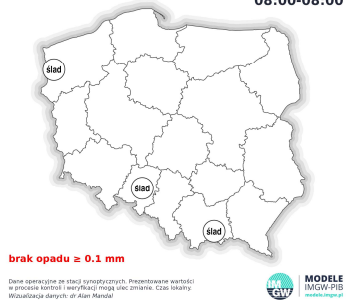 08:00-08:00
ślad
ślad
ślad
brak opadu ≥ 0.1 mm
Dane operacyjne ze stacji synoptycznych. Prezentowane wartości
w procesie kontroli i weryfikacji mogą ulec zmianie. Czas lokalny.
Wizualizacja danych: dr Alan Mandal
IM
GW
MODELE
IMGW-PIB
modele.imgw.pl